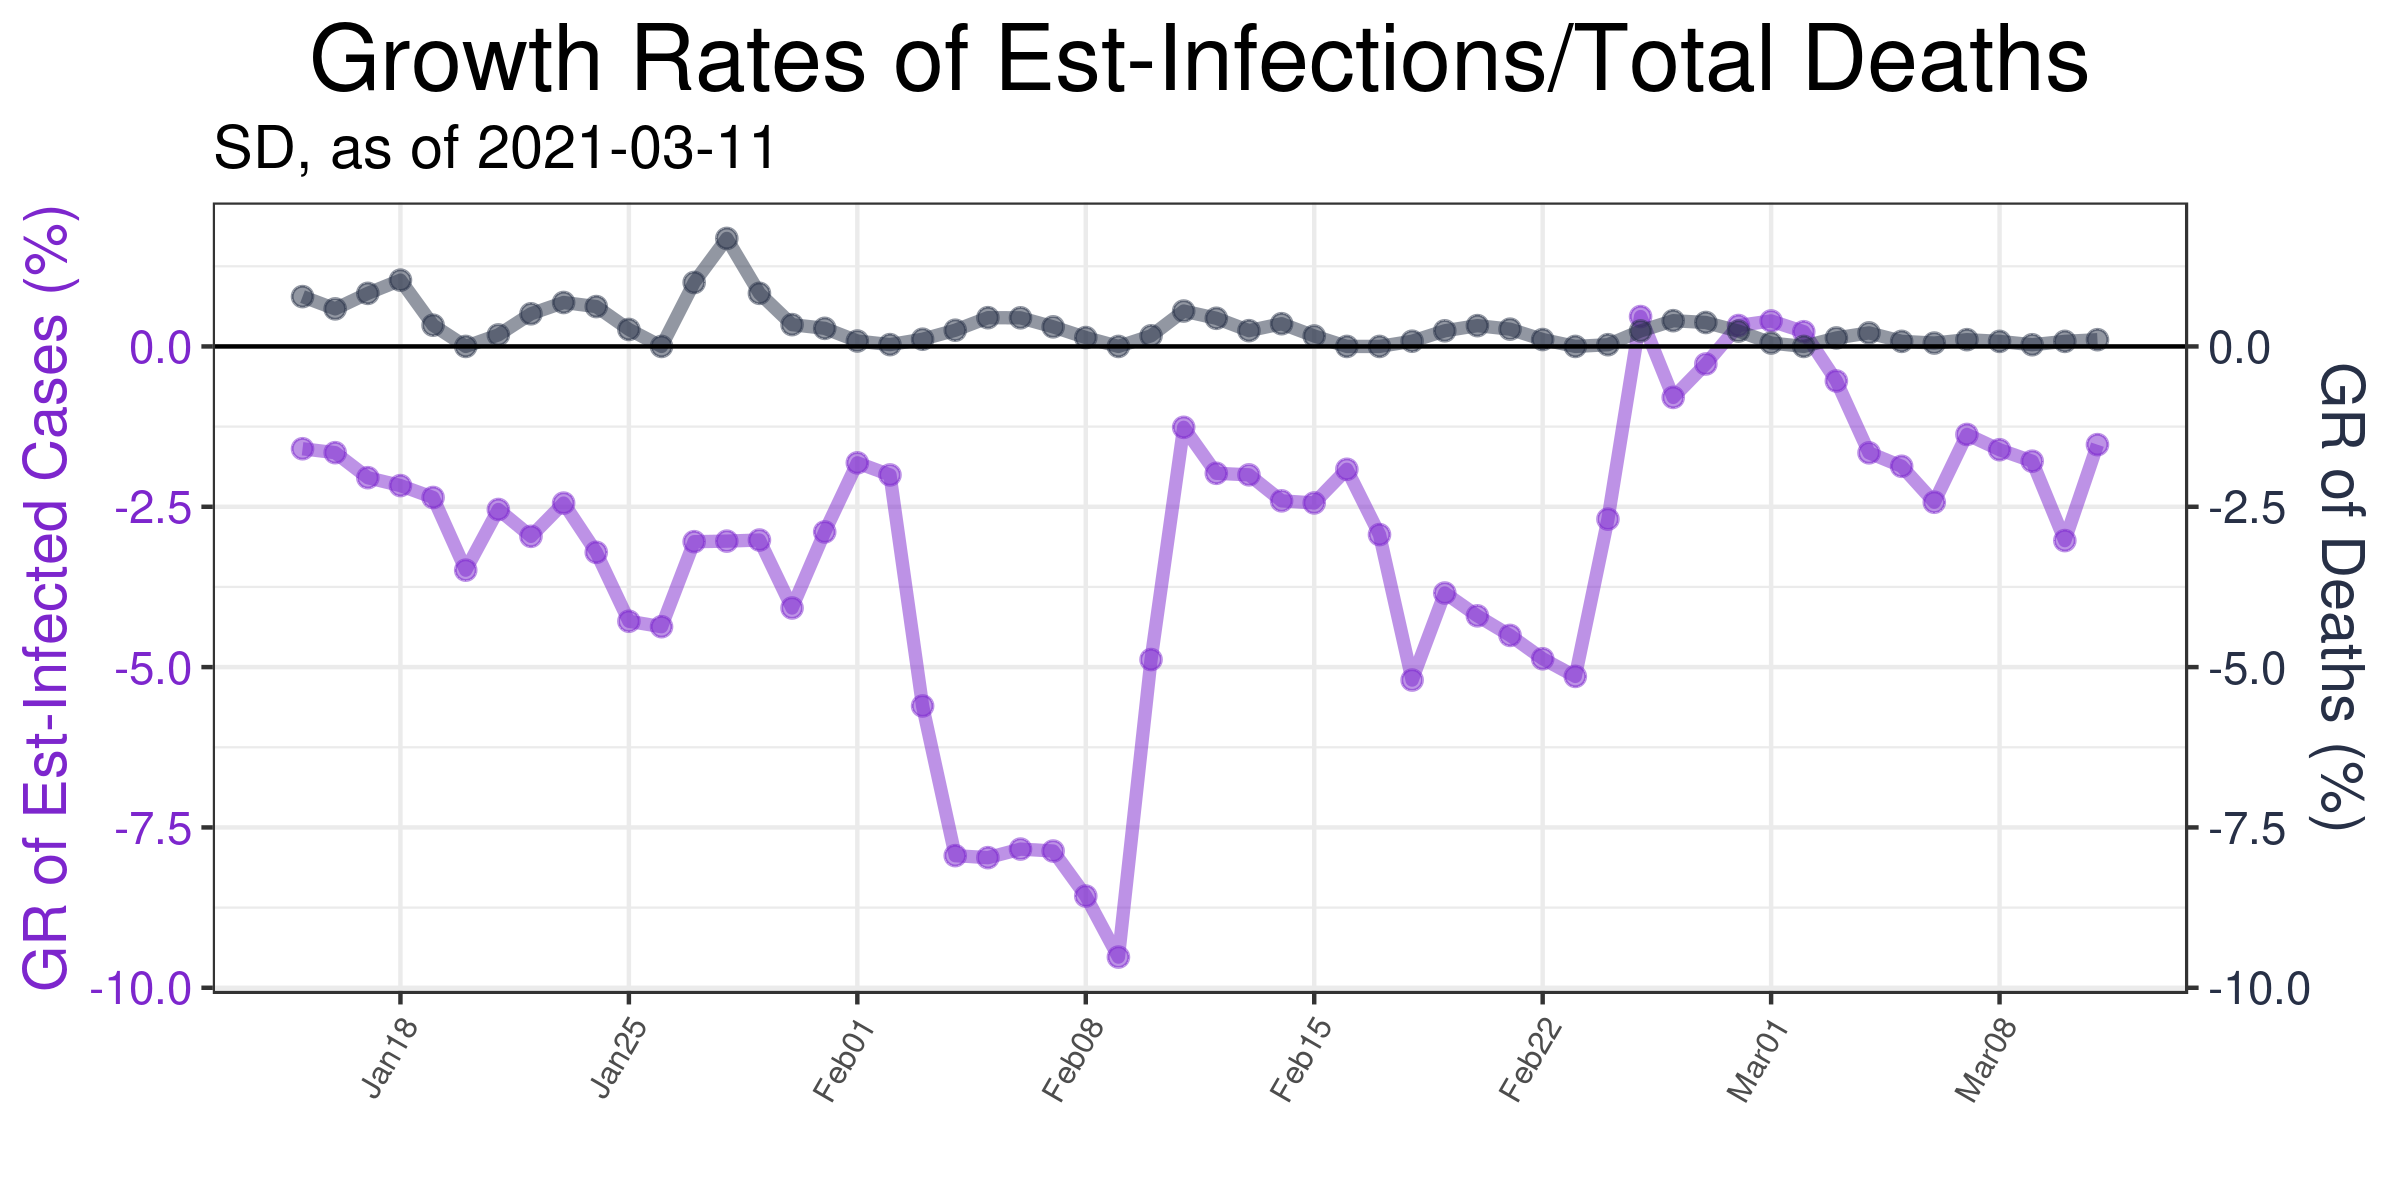 Growth Rates of Est-Infections/Total Deaths
SD, as of 2021-03-11
GR of Est-Infected Cases (%)
0.0
-2.5
-5.0
-7.5
-10.0
0.0
-2.5
-5.0
-7.5
-10.0
GR of Deaths (%)
Jan18
Jan25
Feb01
Feb08
Feb15
Feb22
Mar01
Mar08